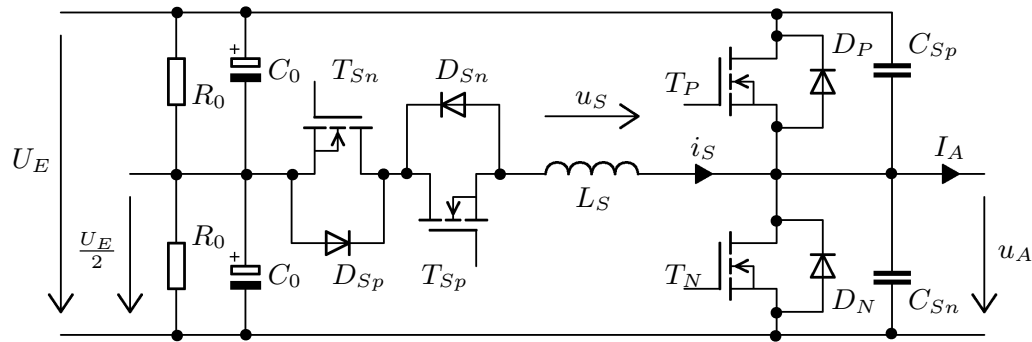 U_E
U_E/2
R_0
R_0
+
C_0
+
C_0
T_{Sn}
D_{Sp}
D_{Sn}
T_{Sp}
u_S
L_S
i_S
T_P
D_P
C_{Sp}
T_N
D_N
C_{Sn}
I_A
u_A